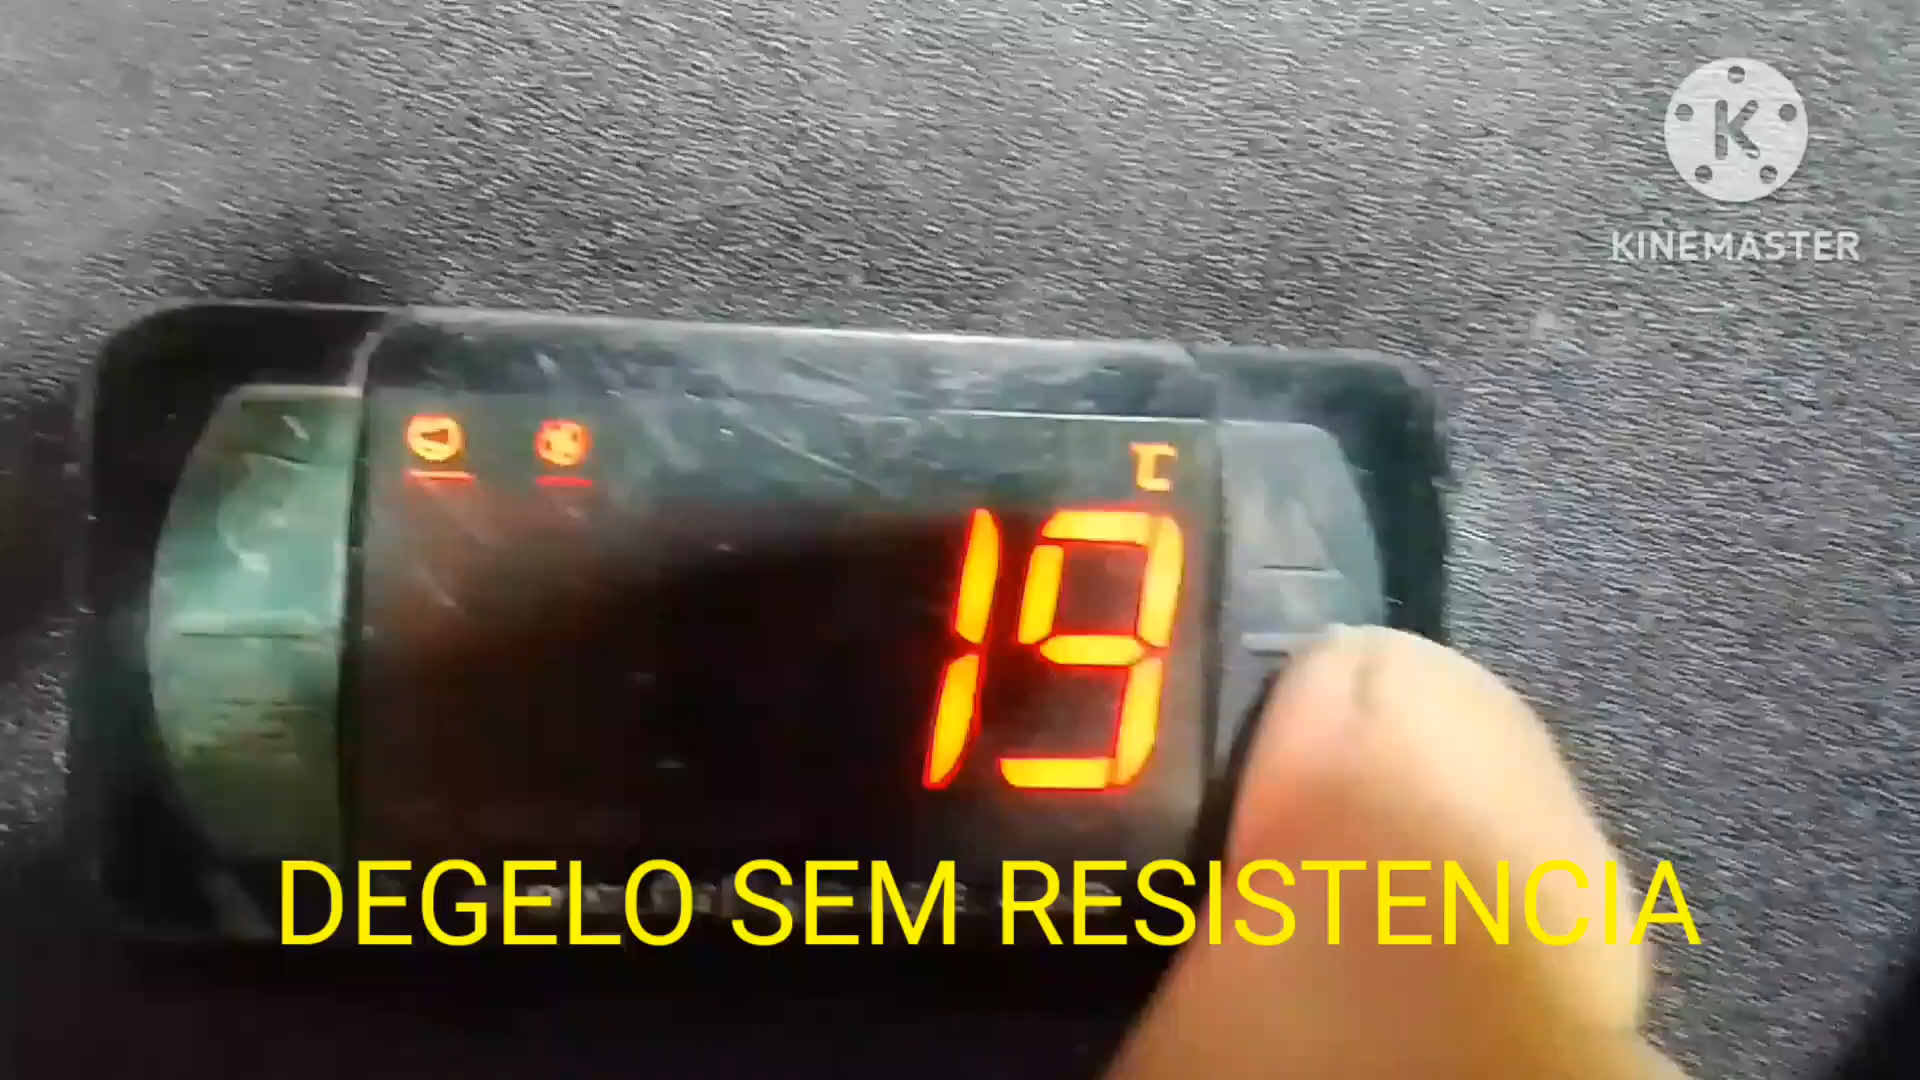 K
KINEMASTER
°C
19
DEGELO SEM RESISTENCIA